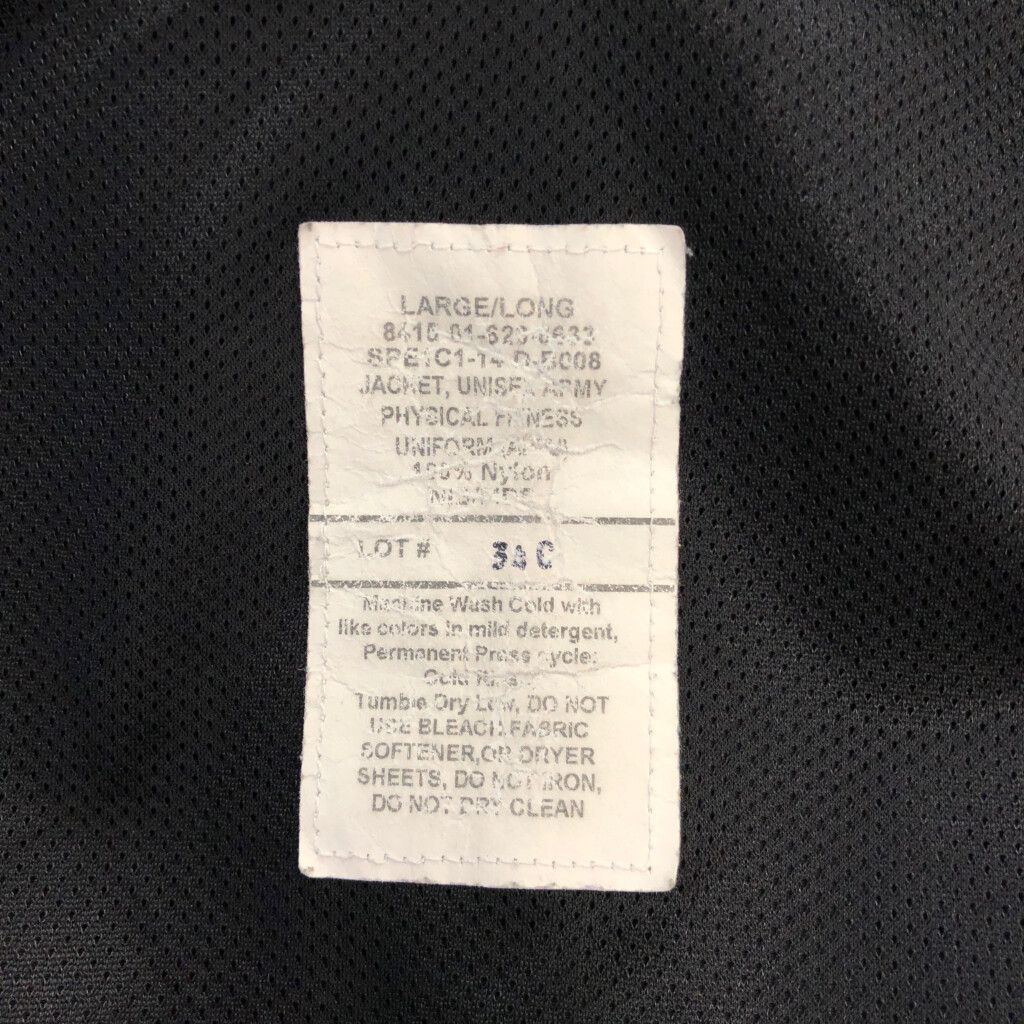 LARGE/LONG
JACKET, UNISEX ARMY
PHYSICAL FITNESS
UNIFORM (APFU)
100% Nylon
LOT #
Machine Wash Cold with
like colors in mild detergent,
Permanent Press cycle;
Cold
Tumble Dry Low, DO NOT
USE BLEACH,FABRIC
SOFTENER,OR DRYER
SHEETS, DO NOT IRON,
DO NOT DRY CLEAN